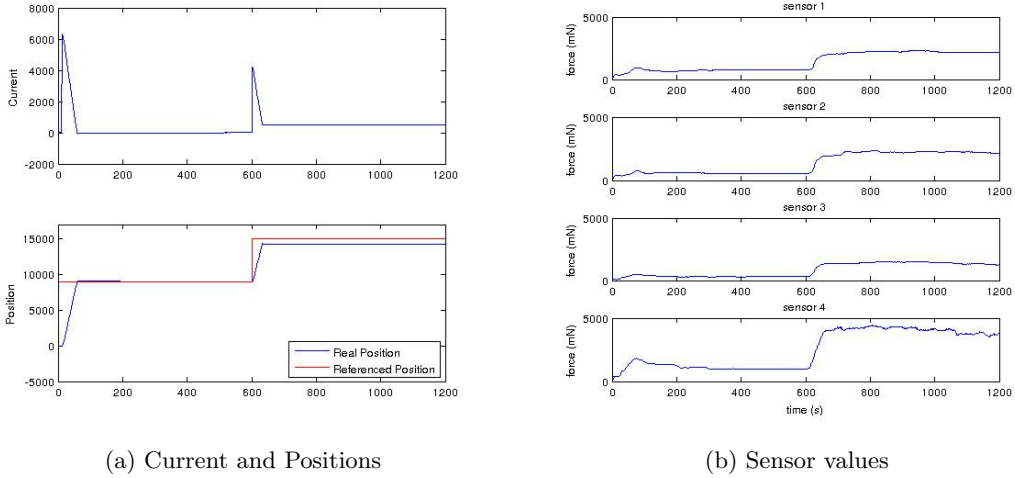 8000
6000
4000
2000
0
-2000
Current
0 200 400 600 800 1000 1200
15000
10000
5000
0
-5000
Position
Real Position
Referenced Position
0 200 400 600 800 1000 1200
(a) Current and Positions
sensor 1
5000
0
force (mN)
0 200 400 600 800 1000 1200
sensor 2
5000
0
force (mN)
0 200 400 600 800 1000 1200
sensor 3
5000
0
force (mN)
0 200 400 600 800 1000 1200
sensor 4
5000
0
force (mN)
0 200 400 600 800 1000 1200
time (s)
(b) Sensor values